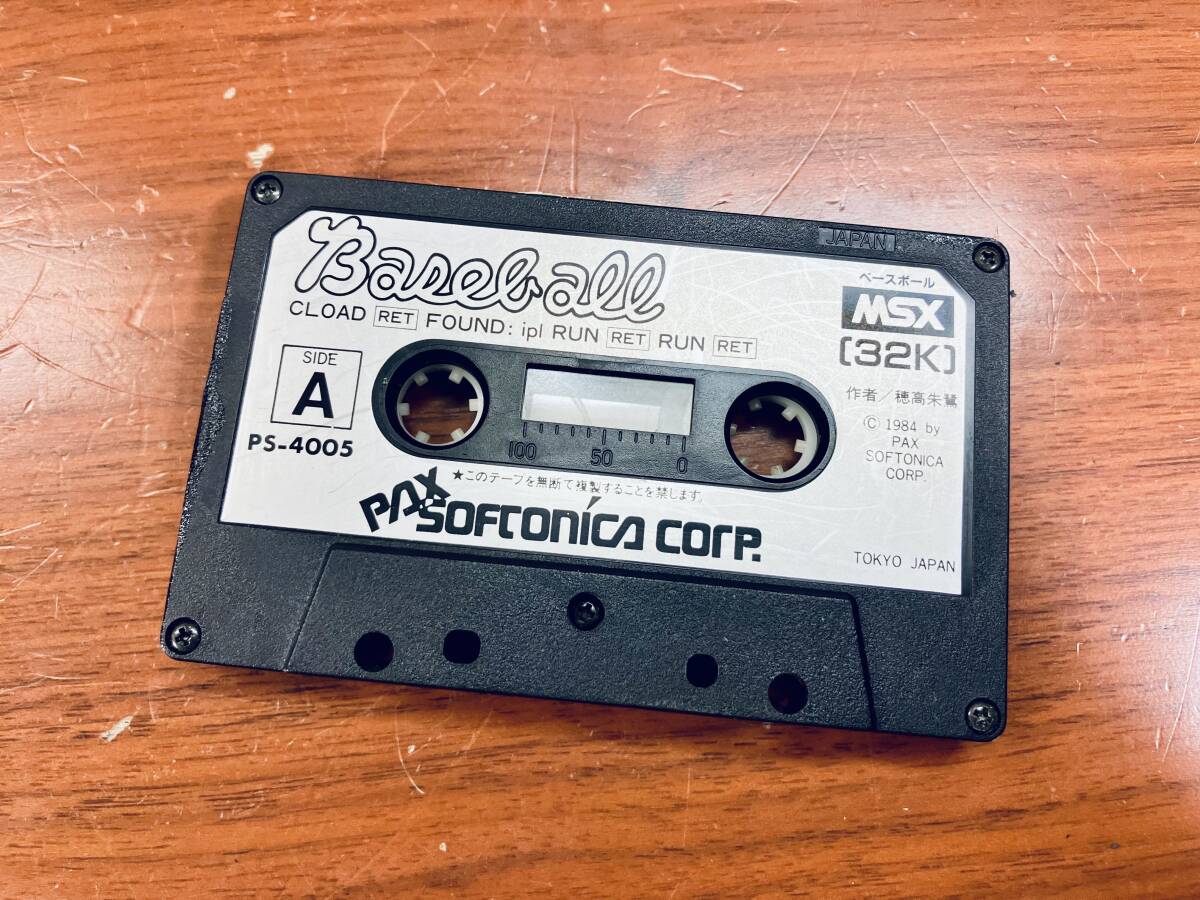 JAPAN
Baseball
ベースボール
MSX
[32K]
CLOAD RET FOUND: ipl RUN RET RUN RET
SIDE
A
PS-4005
作者/穂高朱鷺
(C) 1984 by
PAX
SOFTONICA
CORP.
100 50 0
★このテープを無断で複製することを禁じます。
PAX SOFTONICA CORP.
TOKYO JAPAN